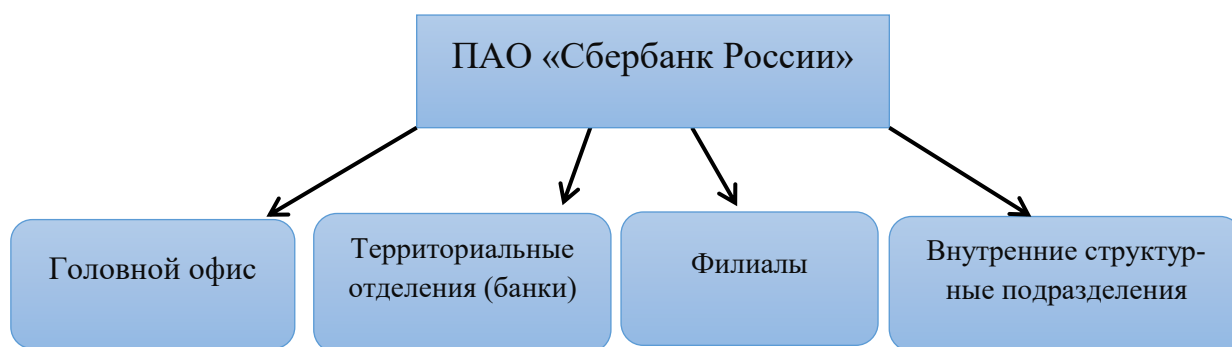 ПАО «Сбербанк России»
Головной офис
Территориальные
отделения (банки)
Филиалы
Внутренние структур-
ные подразделения